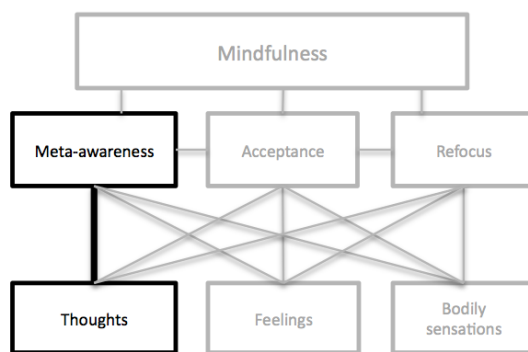 Mindfulness
Meta-awareness
Acceptance
Refocus
Thoughts
Feelings
Bodily
sensations